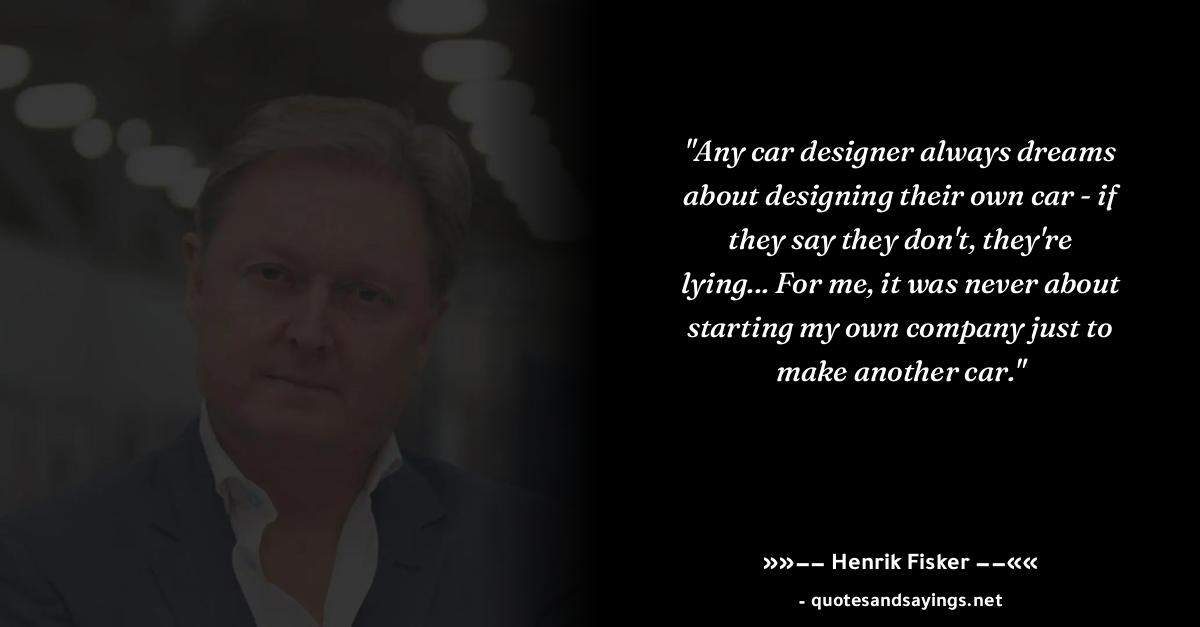 "Any car designer always dreams
about designing their own car - if
they say they don't, they're
lying... For me, it was never about
starting my own company just to
make another car."
»»–– Henrik Fisker ––««
- quotesandsayings.net